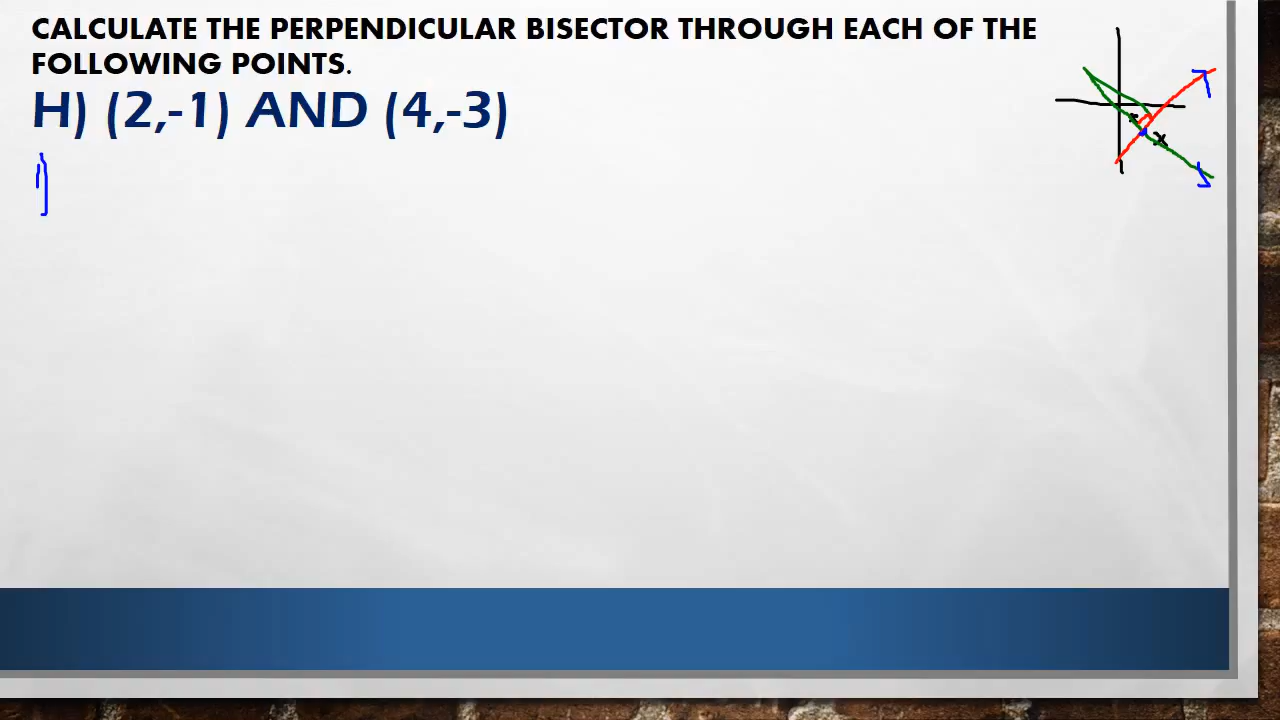 CALCULATE THE PERPENDICULAR BISECTOR THROUGH EACH OF THE
FOLLOWING POINTS.
H) (2,-1) AND (4,-3)